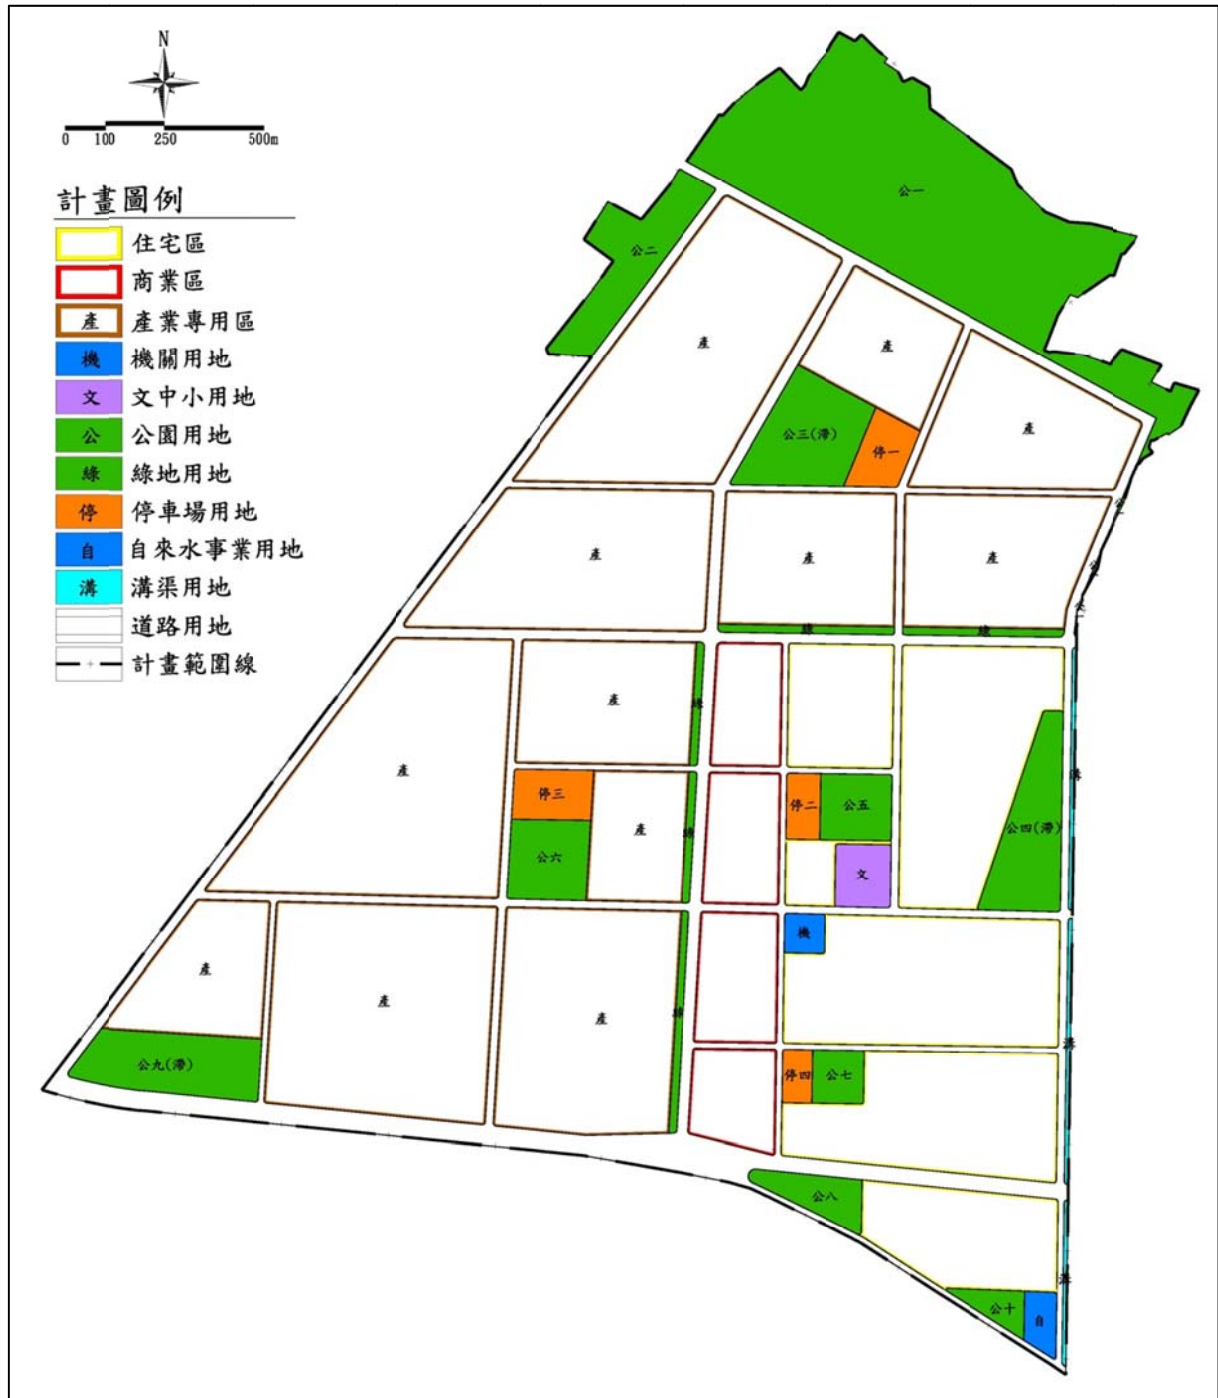 N
0 100 250 500m
計畫圖例
住宅區
商業區
產 產業專用區
機 機關用地
文 文中小用地
公 公園用地
綠 綠地用地
停 停車場用地
自 自來水事業用地
溝 溝渠用地
道路用地
計畫範圍線
公一
公二
產
產
產
公三(滯)
停一
產
產
產
公一
公一
公一
綠
綠
產
綠
產
停三
產
綠
停二
公五
溝
公四(滯)
公六
文
機
產
產
產
綠
溝
公九(滯)
停四
公七
公八
溝
公十
自